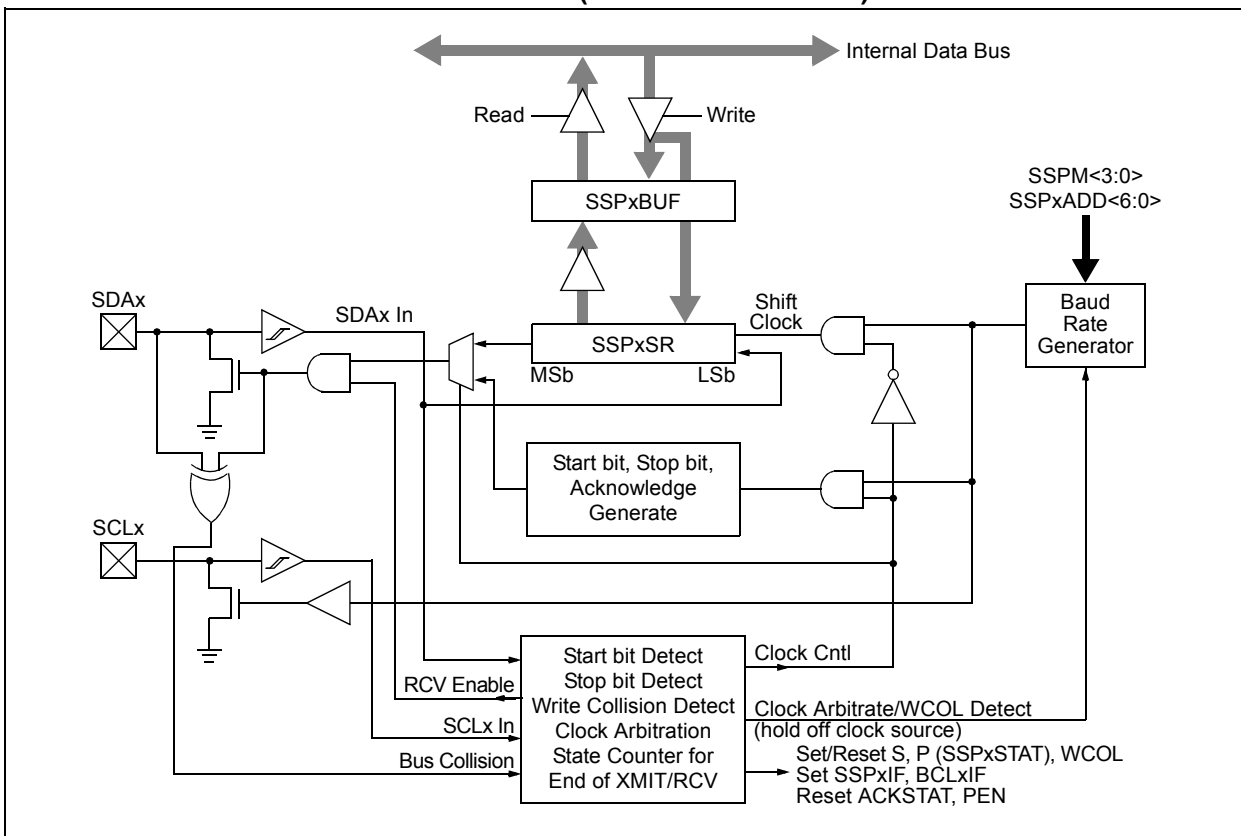 Internal Data Bus
Read
Write
SSPxBUF
SSPM<3:0>
SSPxADD<6:0>
SDAx
SDAx In
Shift
Clock
Baud
Rate
Generator
SSPxSR
MSb
LSb
Start bit, Stop bit,
Acknowledge
Generate
SCLx
Start bit Detect
Stop bit Detect
Write Collision Detect
Clock Arbitration
State Counter for
End of XMIT/RCV
RCV Enable
SCLx In
Bus Collision
Clock Cntl
Clock Arbitrate/WCOL Detect
(hold off clock source)
Set/Reset S, P (SSPxSTAT), WCOL
Set SSPxIF, BCLxIF
Reset ACKSTAT, PEN